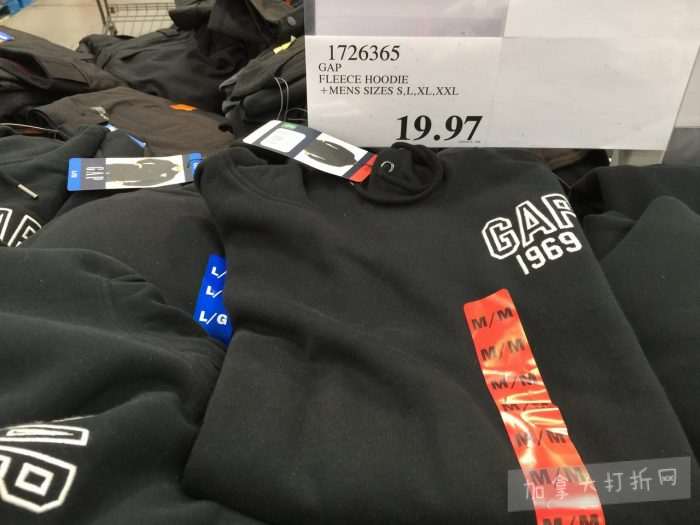 1726365
GAP
FLEECE HOODIE
+MENS SIZES S,L,XL,XXL
19.97
GAP
GAP
1969
L/
L/
L/G
M/M
M/M
M/M
M/M
M/M
M/M
M/M
加拿大打折网